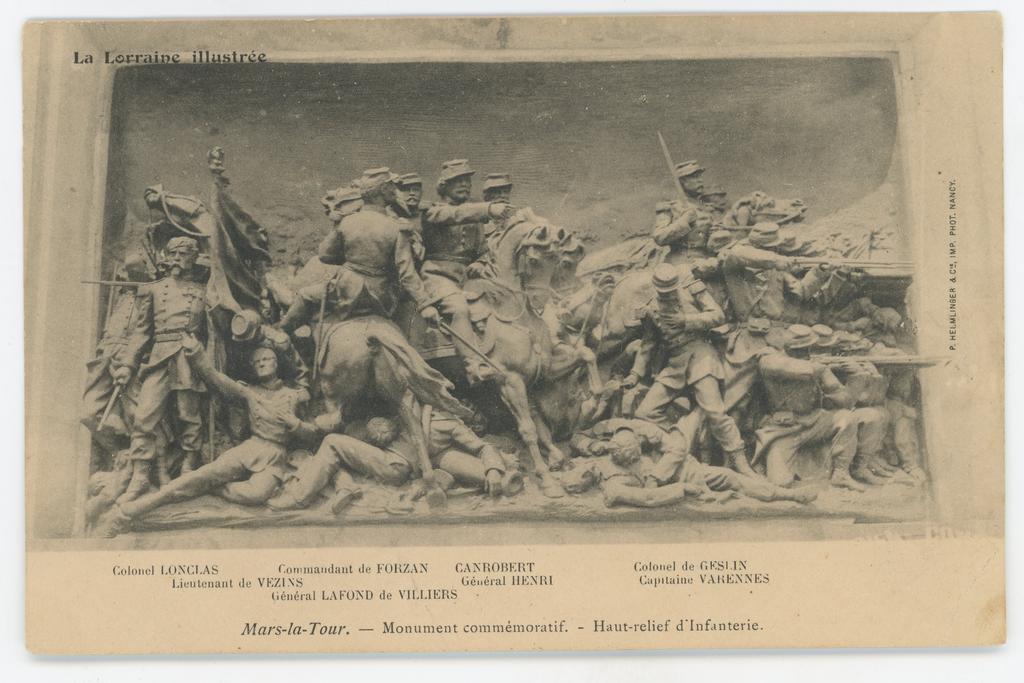 La Lorraine illustrée
P. HELMLINGER & Cie, IMP. PHOT. NANCY.
Colonel LONCLAS Commandant de FORZAN CANROBERT Colonel de GESLIN
Lieutenant de VEZINS Général HENRI Capitaine VARENNES
Général LAFOND de VILLIERS
Mars-la-Tour. — Monument commémoratif. - Haut-relief d'Infanterie.